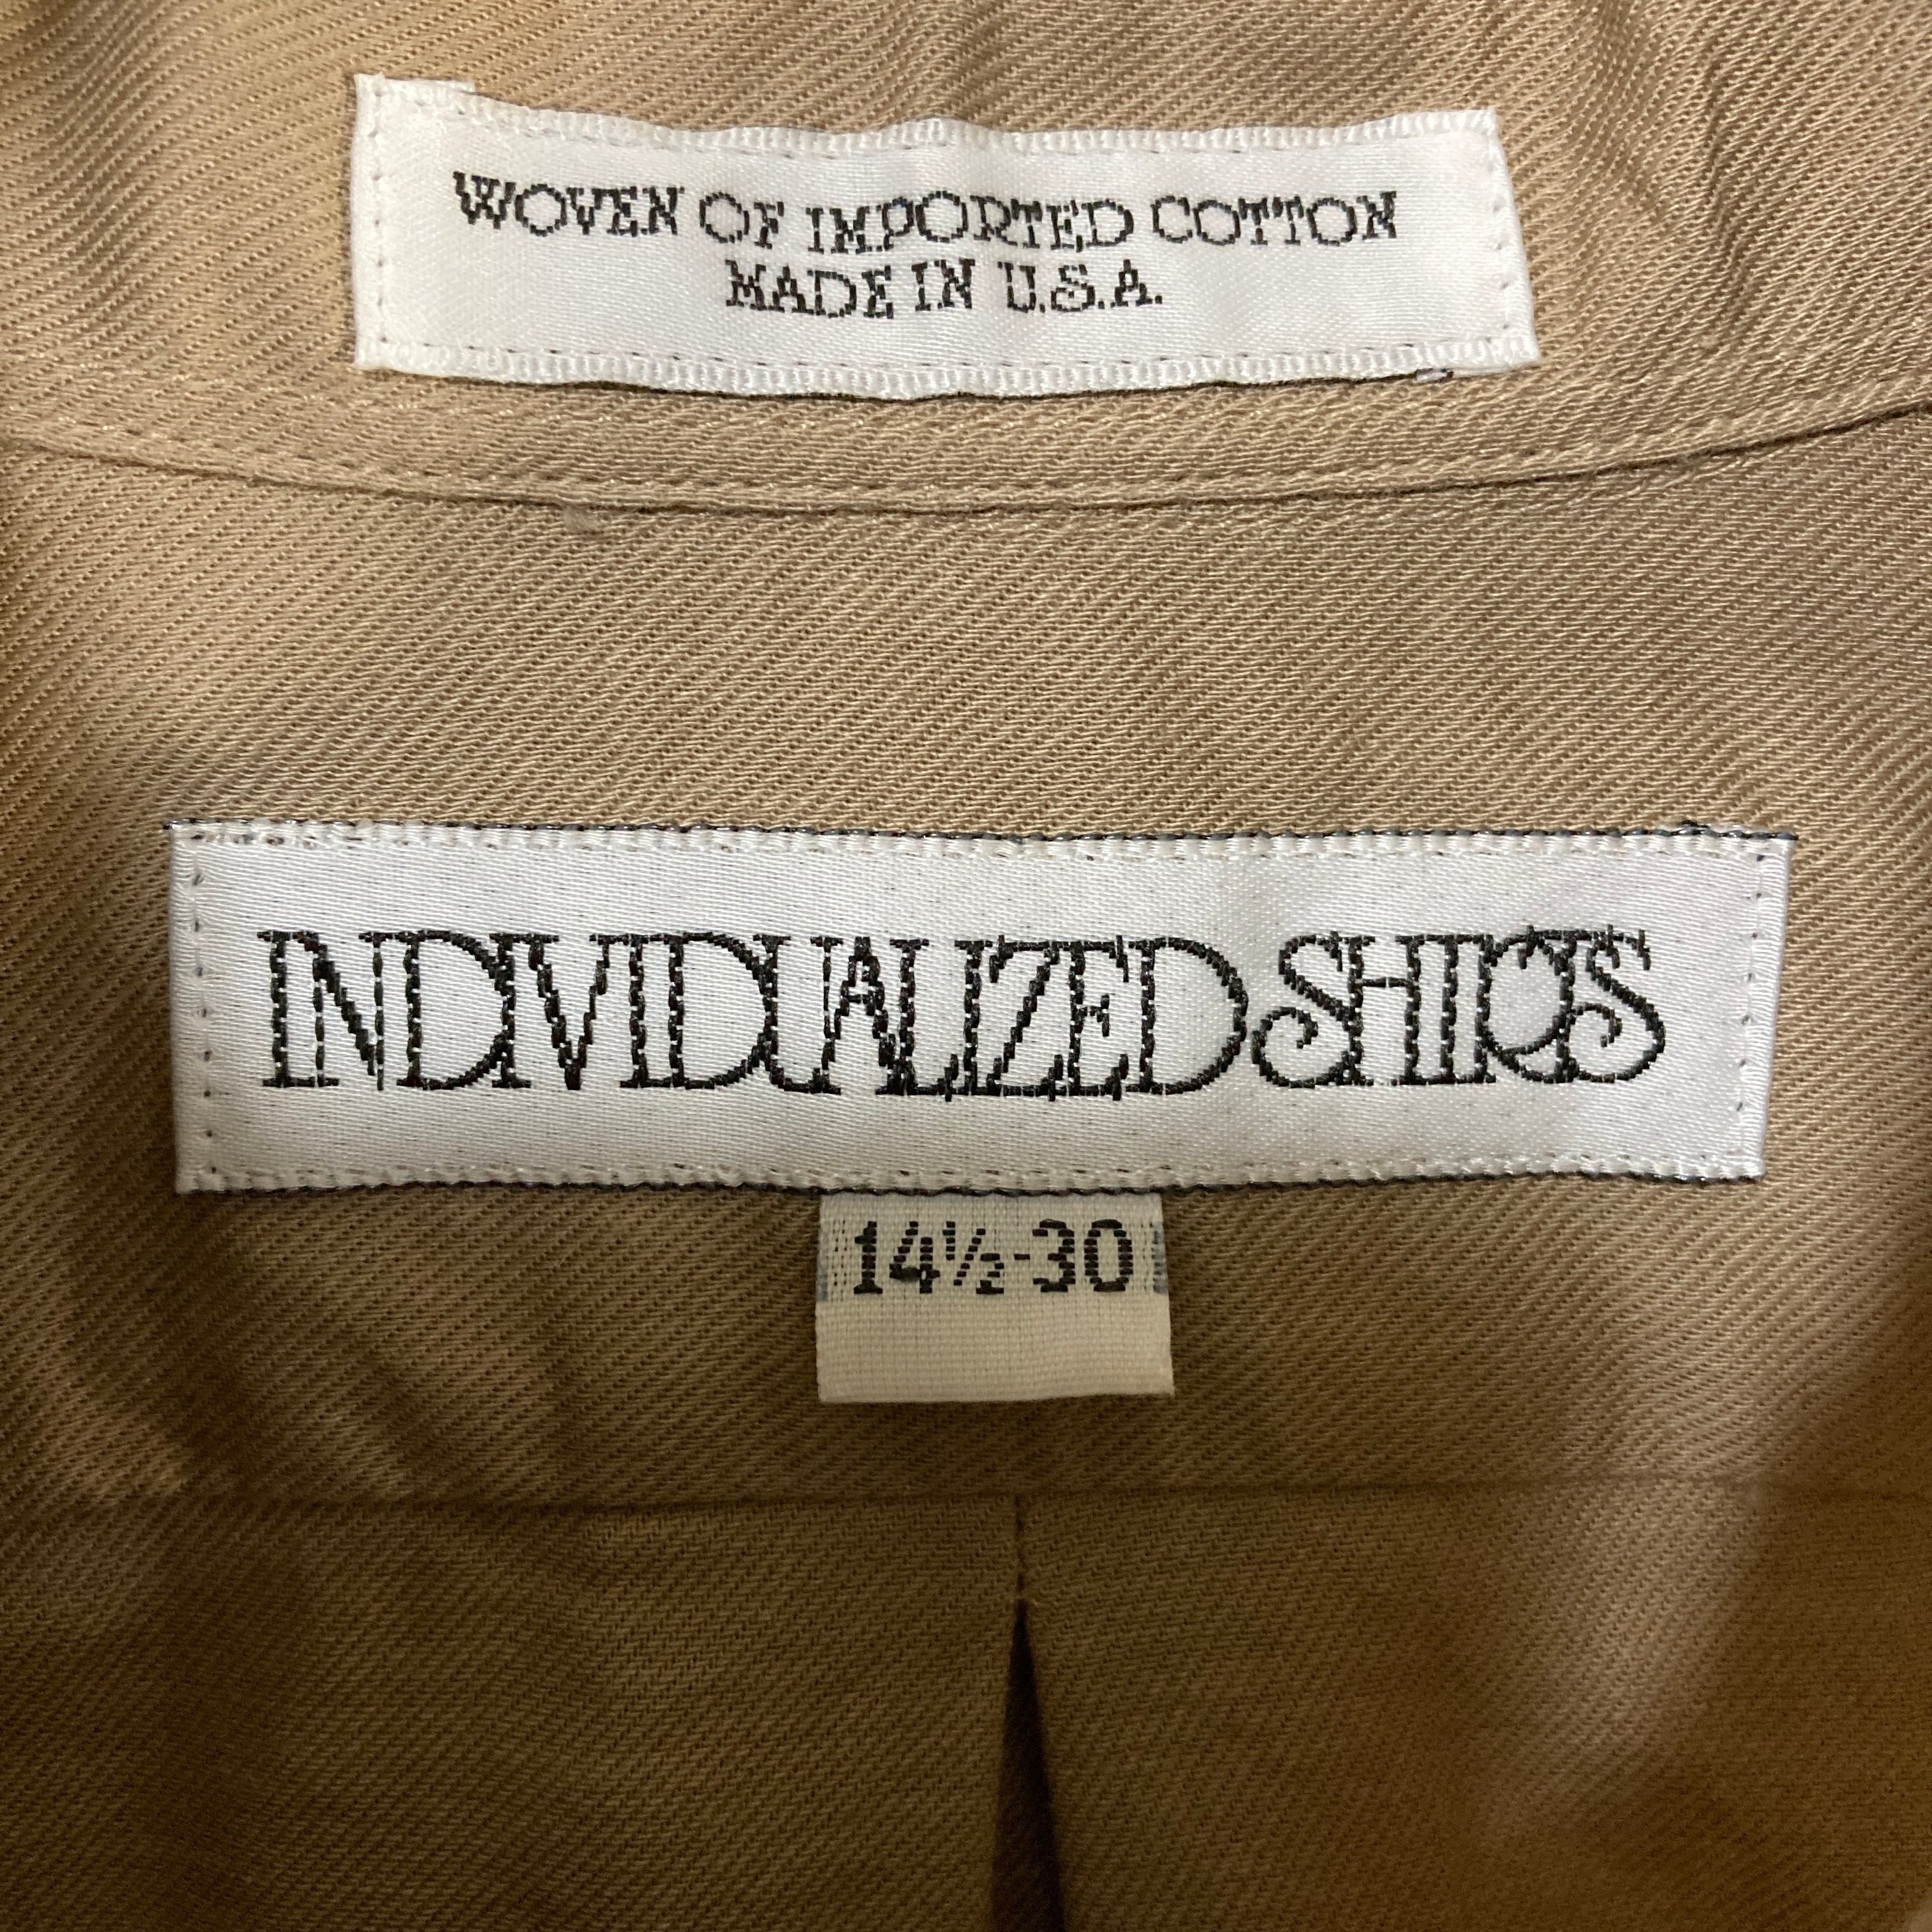 WOVEN OF IMPORTED COTTON
MADE IN U.S.A.
INDIVIDUALIZED SHIRTS
14½-30